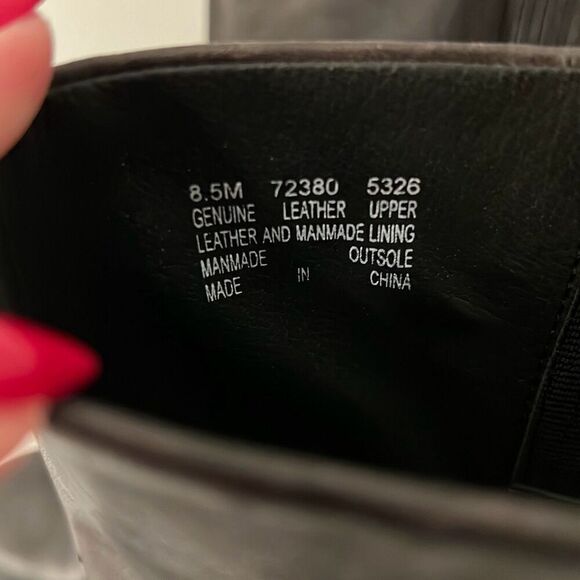 8.5M 72380 5326
GENUINE LEATHER UPPER
LEATHER AND MANMADE LINING
MANMADE OUTSOLE
MADE IN CHINA